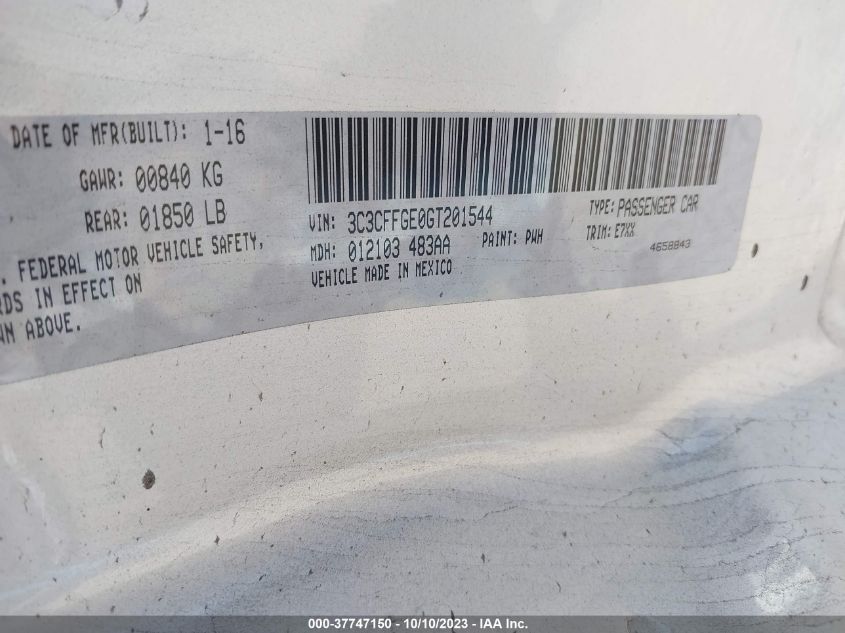 DATE OF MFR(BUILT): 1-16
GAWR: 00840 KG
REAR: 01850 LB
. FEDERAL MOTOR VEHICLE SAFETY,
IN EFFECT ON
ABOVE.
VIN: 3C3CFFGE0GT201544
TYPE: PASSENGER CAR
MDH: 012103 483AA
PAINT: PWH
TRIM: E7XX
4658843
VEHICLE MADE IN MEXICO
000-37747150 - 10/10/2023 - IAA Inc.